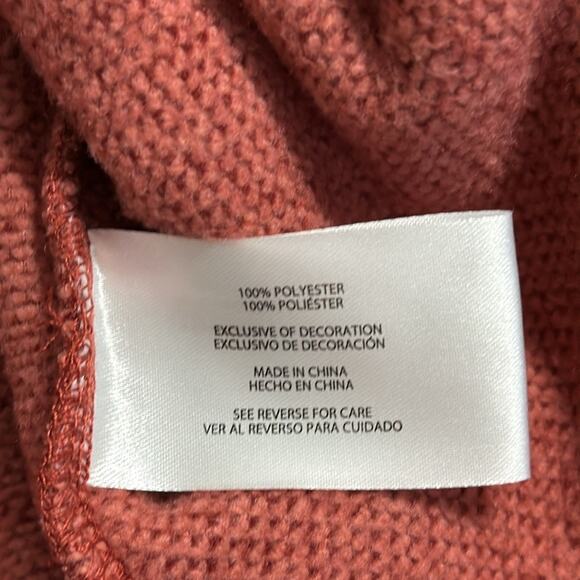 100% POLYESTER
100% POLIÉSTER
EXCLUSIVE OF DECORATION
EXCLUSIVO DE DECORACIÓN
MADE IN CHINA
HECHO EN CHINA
SEE REVERSE FOR CARE
VER AL REVERSO PARA CUIDADO